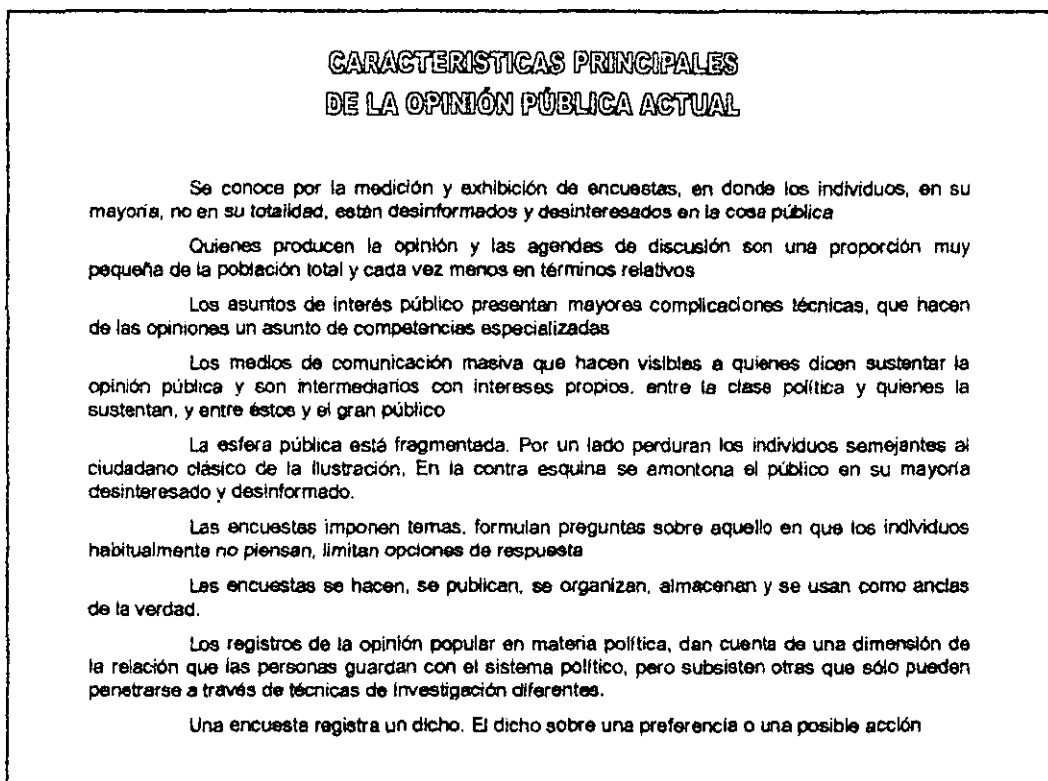 CARACTERISTICAS PRINCIPALES
DE LA OPINIÓN PÚBLICA ACTUAL
Se conoce por la medición y exhibición de encuestas, en donde los individuos, en su
mayoría, no en su totalidad, están desinformados y desinteresados en la cosa pública
Quienes producen la opinión y las agendas de discusión son una proporción muy
pequeña de la población total y cada vez menos en términos relativos
Los asuntos de interés público presentan mayores complicaciones técnicas, que hacen
de las opiniones un asunto de competencias especializadas
Los medios de comunicación masiva que hacen visibles a quienes dicen sustentar la
opinión pública y son intermediarios con intereses propios, entre la clase política y quienes la
sustentan, y entre éstos y el gran público
La esfera pública está fragmentada. Por un lado perduran los individuos semejantes al
ciudadano clásico de la Ilustración, En la contra esquina se amontona el público en su mayoría
desinteresado y desinformado.
Las encuestas imponen temas, formulan preguntas sobre aquello en que los individuos
habitualmente no piensan, limitan opciones de respuesta
Las encuestas se hacen, se publican, se organizan, almacenan y se usan como anclas
de la verdad.
Los registros de la opinión popular en materia política, dan cuenta de una dimensión de
la relación que las personas guardan con el sistema político, pero subsisten otras que sólo pueden
penetrarse a través de técnicas de investigación diferentes.
Una encuesta registra un dicho. El dicho sobre una preferencia o una posible acción